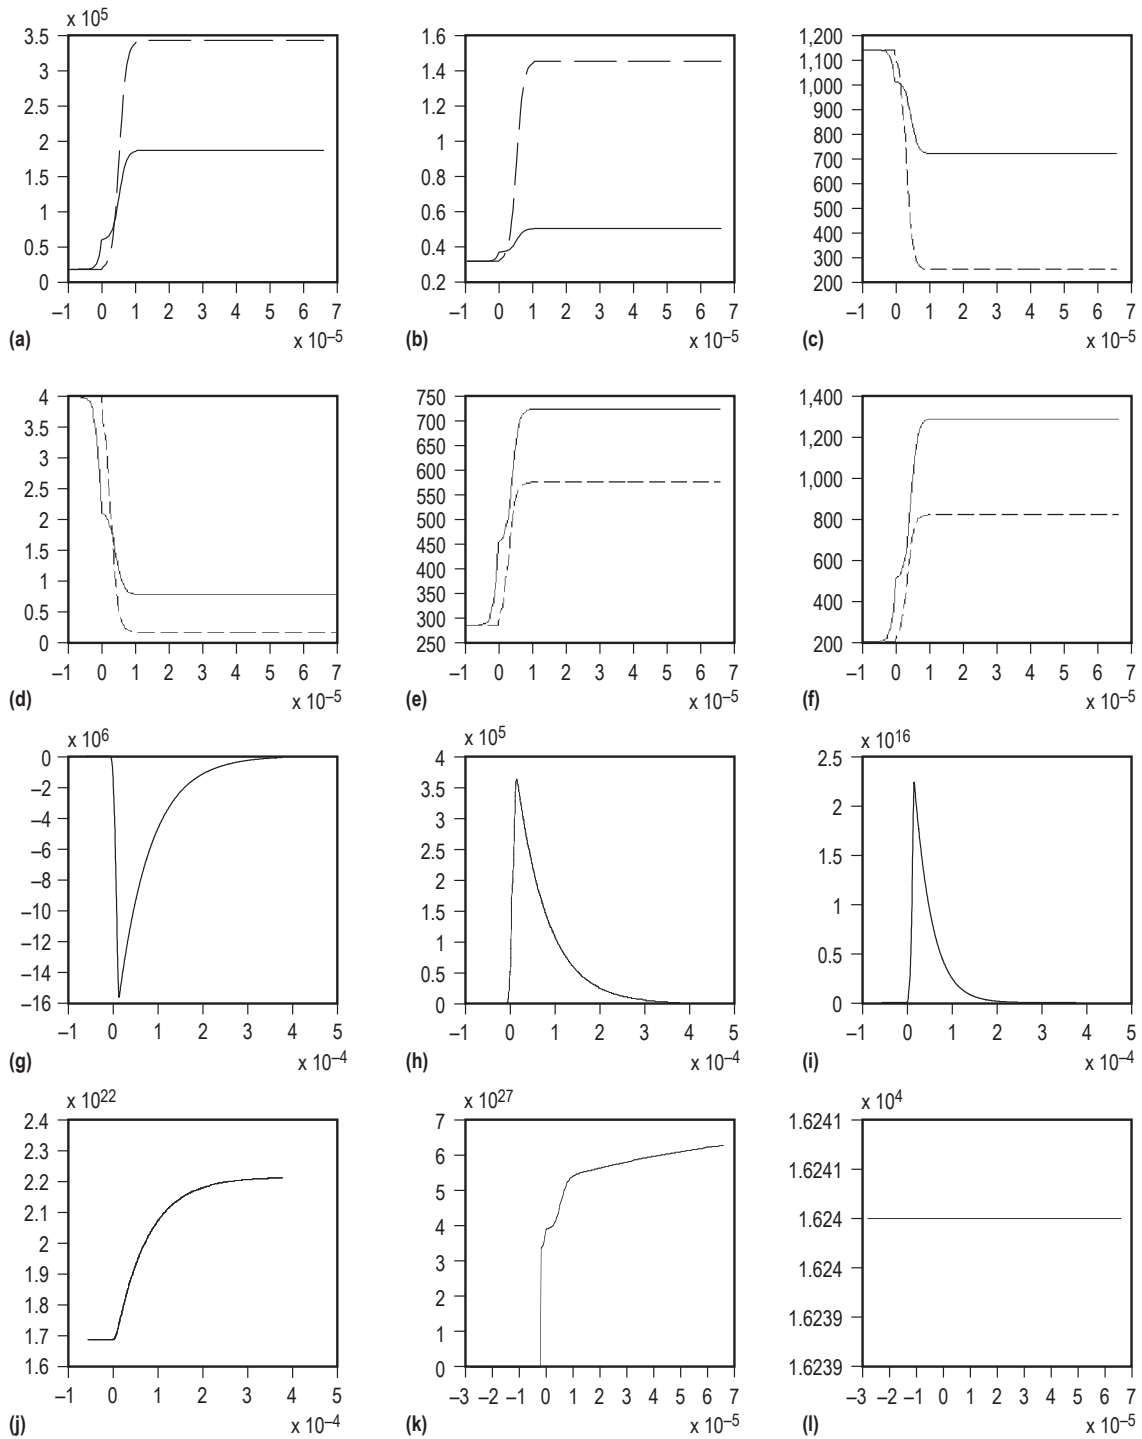 x 10⁵
3.5 1.6 1,200
3 1.4 1,100
2.5 1.2 1,000
2 1 900
1.5 0.8 800
1 0.6 700
0.5 0.4 600
0 0.2 500
400
300
200
–1 0 1 2 3 4 5 6 7 –1 0 1 2 3 4 5 6 7 –1 0 1 2 3 4 5 6 7
(a) x 10–5 (b) x 10–5 (c) x 10–5
4 750 1,400
3.5 700 1,200
3 650 1,000
2.5 600 800
2 550 600
1.5 500 400
1 450 200
0.5 400
0 350
300
250
–1 0 1 2 3 4 5 6 7 –1 0 1 2 3 4 5 6 7 –1 0 1 2 3 4 5 6 7
(d) x 10–5 (e) x 10–5 (f) x 10–5
x 10⁶ x 10⁵ x 10¹⁶
0 4 2.5
–2 3.5 2
–4 3 1.5
–6 2.5 1
–8 2 0.5
–10 1.5 0
–12 1
–14 0.5
–16 0
–1 0 1 2 3 4 5 –1 0 1 2 3 4 5 –1 0 1 2 3 4 5
(g) x 10–4 (h) x 10–4 (i) x 10–4
x 10²² x 10²⁷ x 10⁴
2.4 7 1.6241
2.3 6 1.6241
2.2 5 1.624
2.1 4 1.624
2 3 1.6239
1.9 2 1.6239
1.8 1
1.7 0
1.6
–1 0 1 2 3 4 5 –3 –2 –1 0 1 2 3 4 5 6 7 –3 –2 –1 0 1 2 3 4 5 6 7
(j) x 10–4 (k) x 10–5 (l) x 10–5